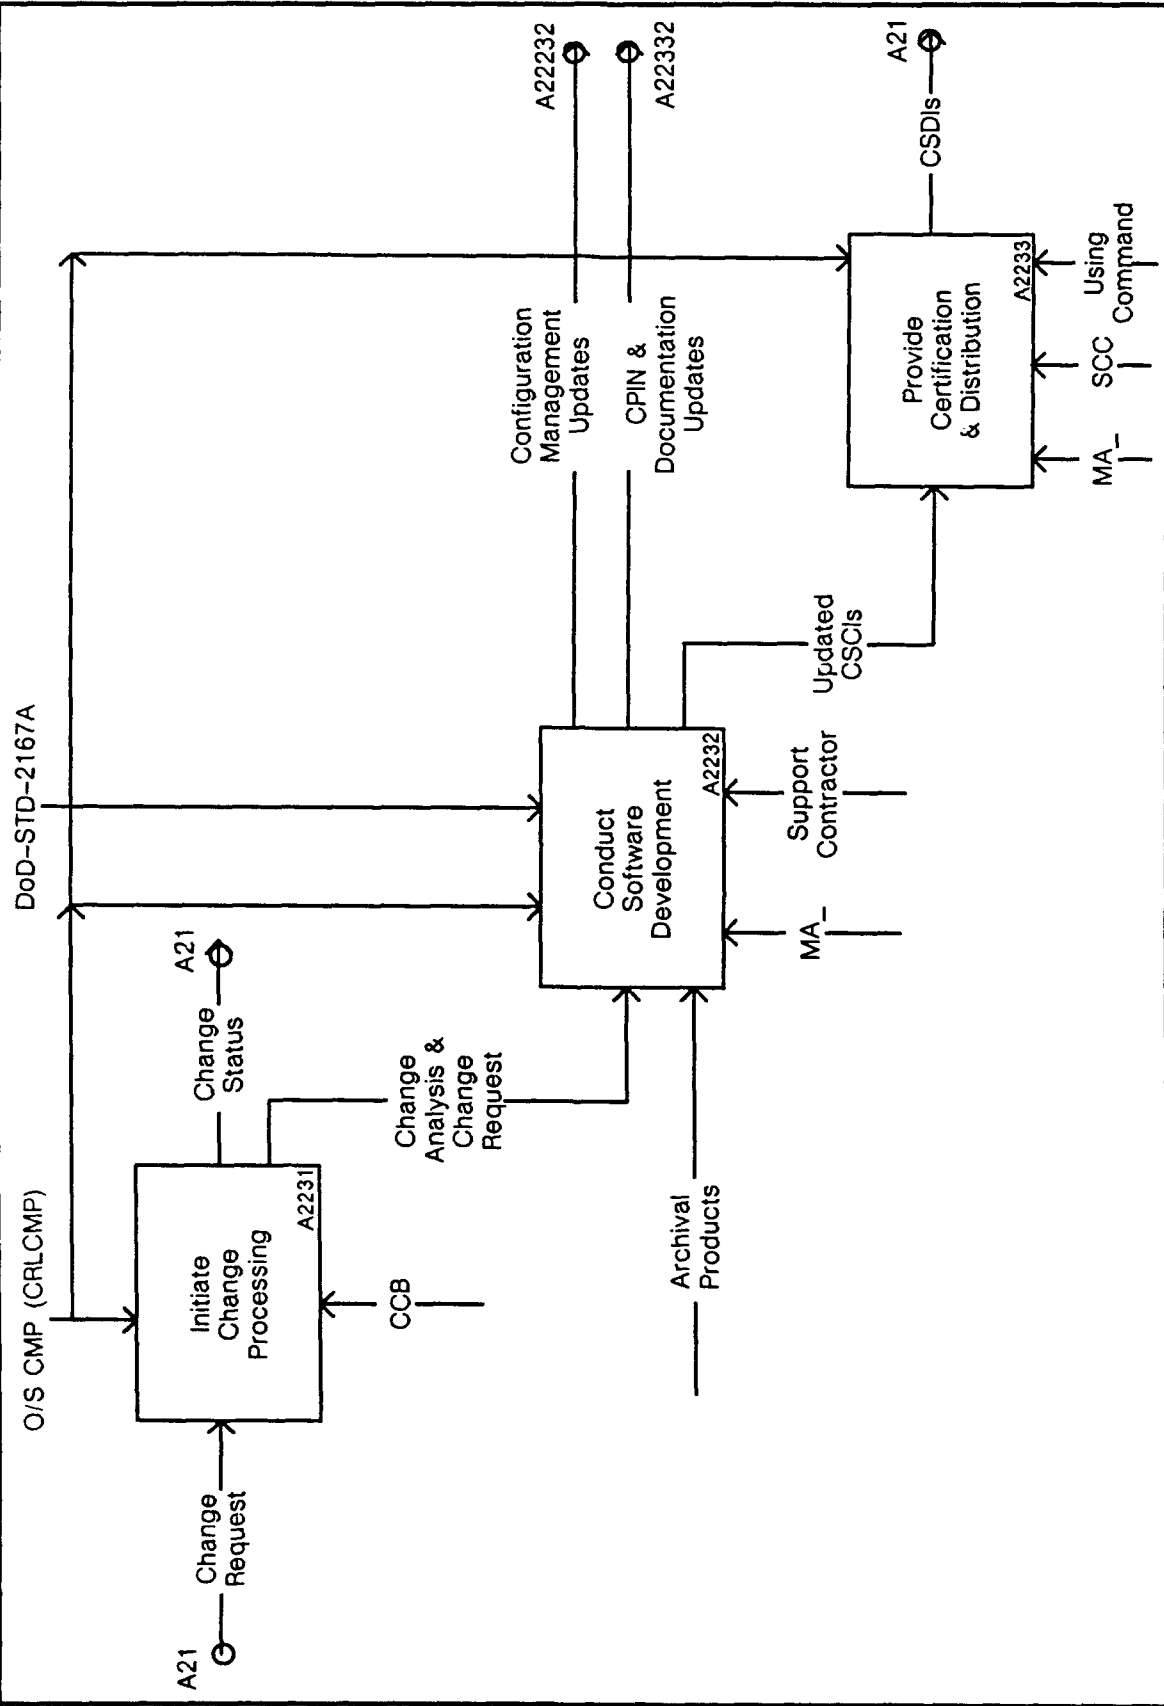 O/S CMP (CRLCMP)
DoD-STD-2167A
A21
Change
Request
Initiate
Change
Processing
A2231
CCB
Change
Status
A21
Change
Analysis &
Change
Request
Archival
Products
Conduct
Software
Development
A2232
MA_
Support
Contractor
Configuration
Management
Updates
A22232
CPIN &
Documentation
Updates
A22332
Updated
CSCIs
Provide
Certification
& Distribution
A2233
MA_
SCC
Using
Command
CSDIs
A21